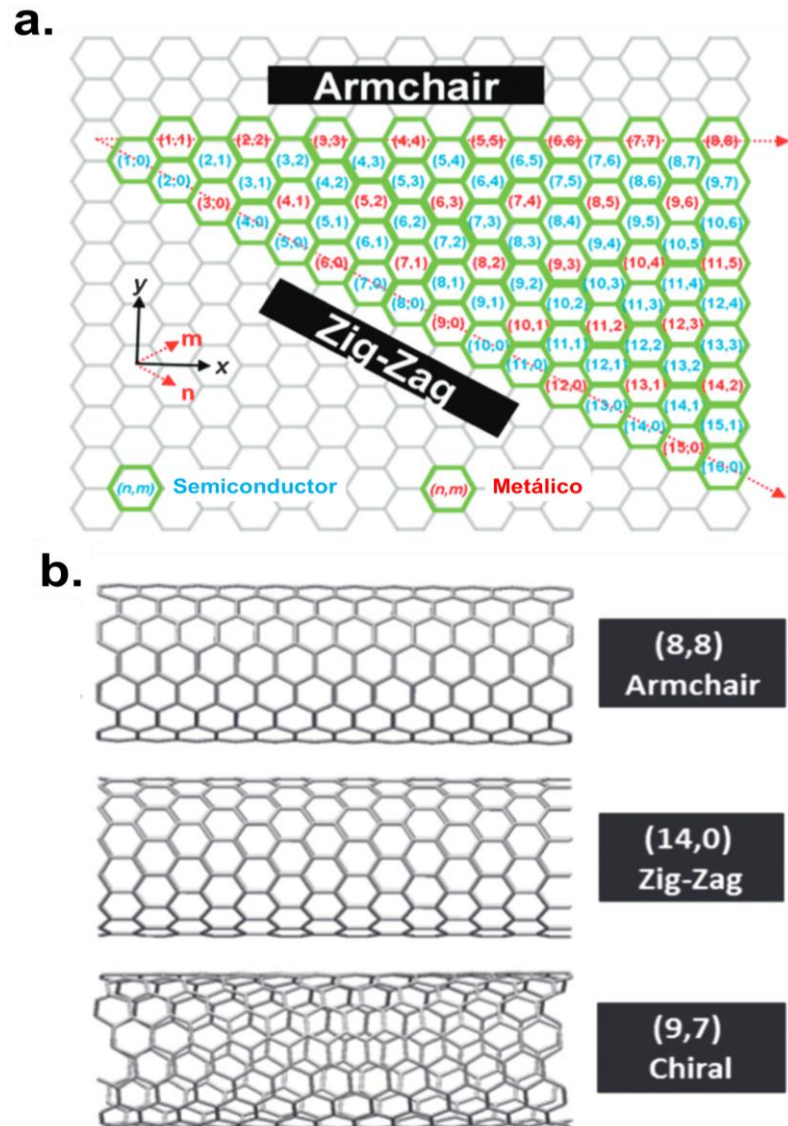 a.
Armchair
(1,1) (2,2) (3,3) (4,4) (5,5) (6,6) (7,7) (8,8)
(1,0) (2,1) (3,2) (4,3) (5,4) (6,5) (7,6) (8,7)
(2,0) (3,1) (4,2) (5,3) (6,4) (7,5) (8,6) (9,7)
(3,0) (4,1) (5,2) (6,3) (7,4) (8,5) (9,6)
(4,0) (5,1) (6,2) (7,3) (8,4) (9,5) (10,6)
(5,0) (6,1) (7,2) (8,3) (9,4) (10,5)
(6,0) (7,1) (8,2) (9,3) (10,4) (11,5)
(7,0) (8,1) (9,2) (10,3) (11,4)
(8,0) (9,1) (10,2) (11,3) (12,4)
(9,0) (10,1) (11,2) (12,3)
(10,0) (11,1) (12,2) (13,3)
(11,0) (12,1) (13,2)
(12,0) (13,1) (14,2)
(13,0) (14,1)
(14,0) (15,1)
(15,0)
(16,0)
Zig-Zag
y
m
x
n
(n,m) Semiconductor
(n,m) Metálico
b.
(8,8)
Armchair
(14,0)
Zig-Zag
(9,7)
Chiral